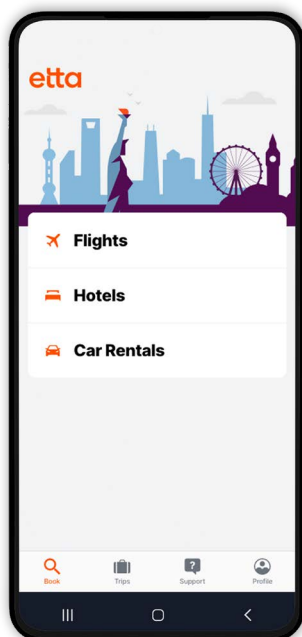 etta
Flights
Hotels
Car Rentals
Book
Trips
Support
Profile